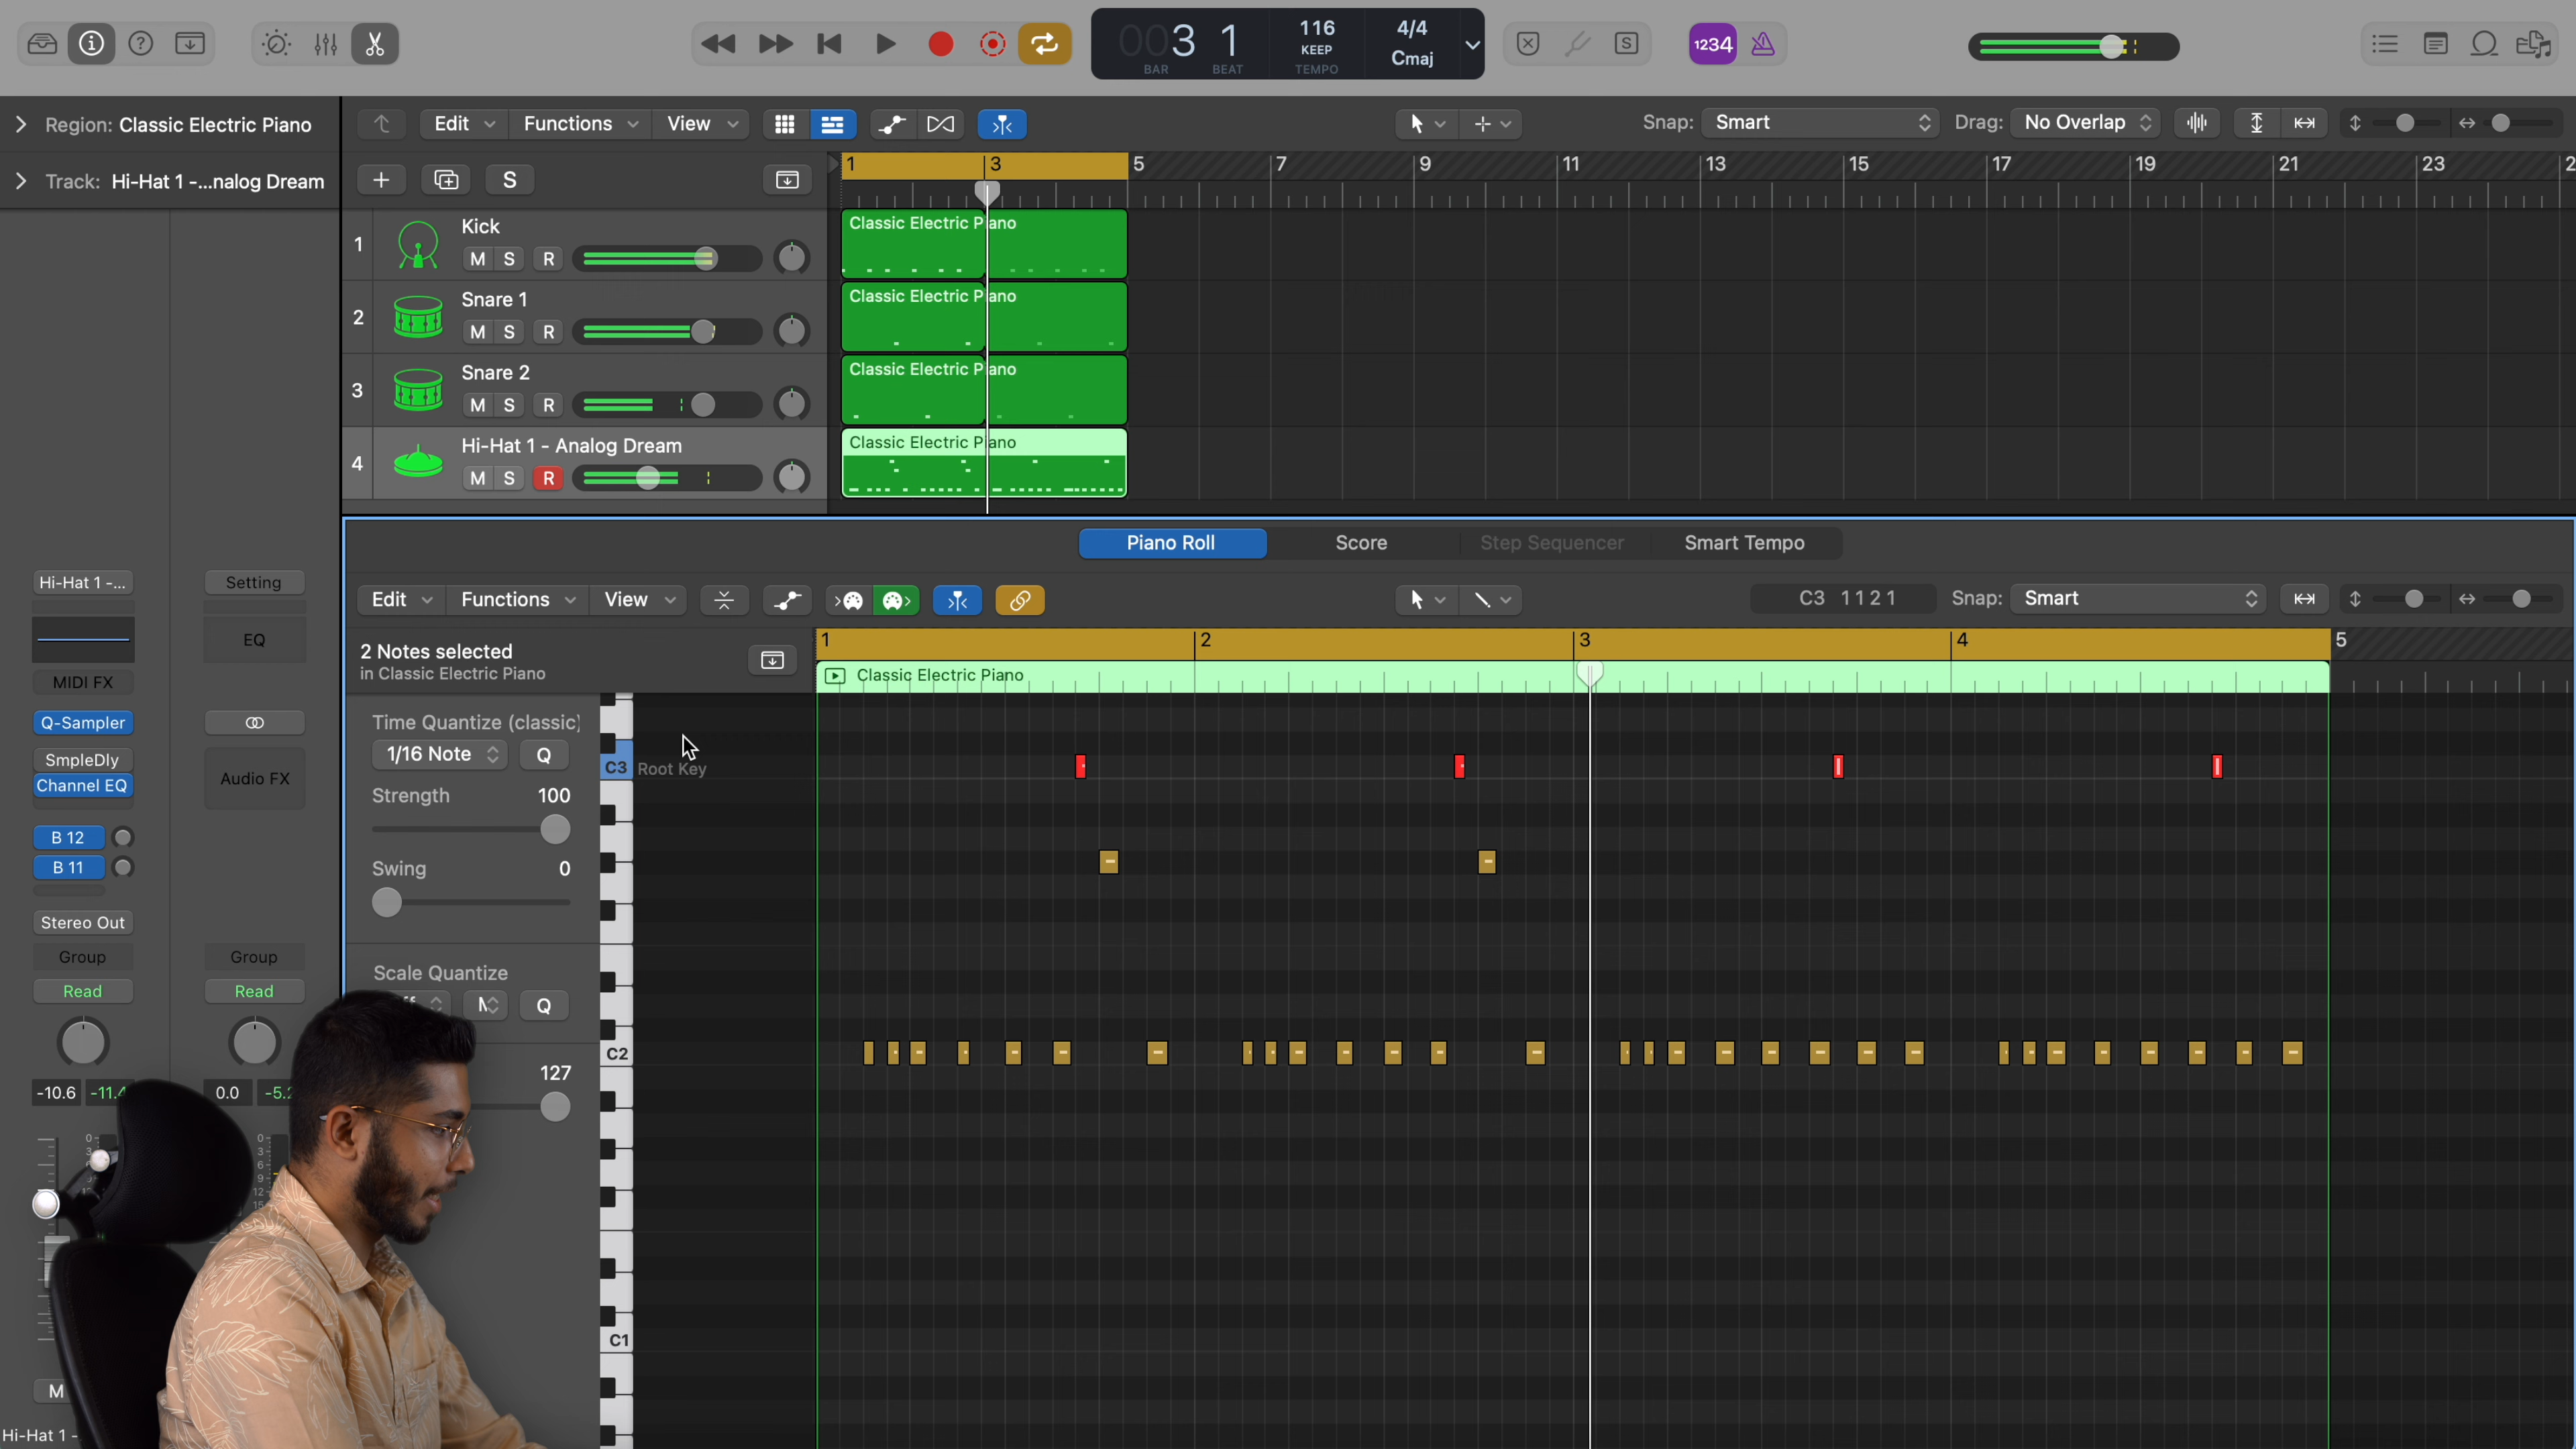 003 1
BAR BEAT
116
KEEP
TEMPO
4/4
Cmaj
1234
S
Region: Classic Electric Piano
Edit Functions View
Snap: Smart Drag: No Overlap
Track: Hi-Hat 1 -...nalog Dream
S
1 3 5 7 9 11 13 15 17 19 21 23 2
1 Kick
M S R
Classic Electric Piano
2 Snare 1
M S R
Classic Electric Piano
3 Snare 2
M S R
Classic Electric Piano
4 Hi-Hat 1 - Analog Dream
M S R
Classic Electric Piano
Piano Roll Score Step Sequencer Smart Tempo
Edit Functions View
C3 1 1 2 1 Snap: Smart
2 Notes selected
in Classic Electric Piano
1 2 3 4 5
Classic Electric Piano
Time Quantize (classic)
1/16 Note Q
Strength 100
Swing 0
Scale Quantize
Q
127
C3 Root Key
C2
C1
Hi-Hat 1 -... Setting
EQ
MIDI FX
Q-Sampler
SmpleDly
Channel EQ
Audio FX
B 12
B 11
Stereo Out
Group Group
Read Read
-10.6 -11.4 0.0 -5.2
M
Hi-Hat 1 -